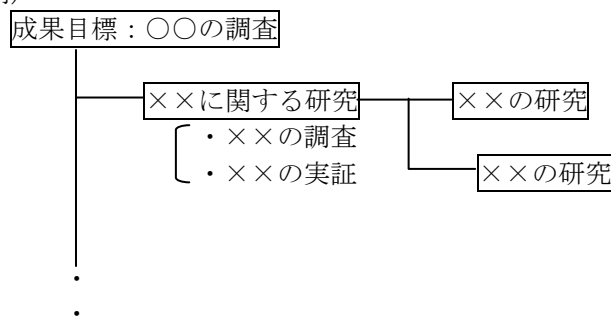 成果目標：○○の調査
××に関する研究
××の研究
・××の調査
・××の実証
××の研究
・
・